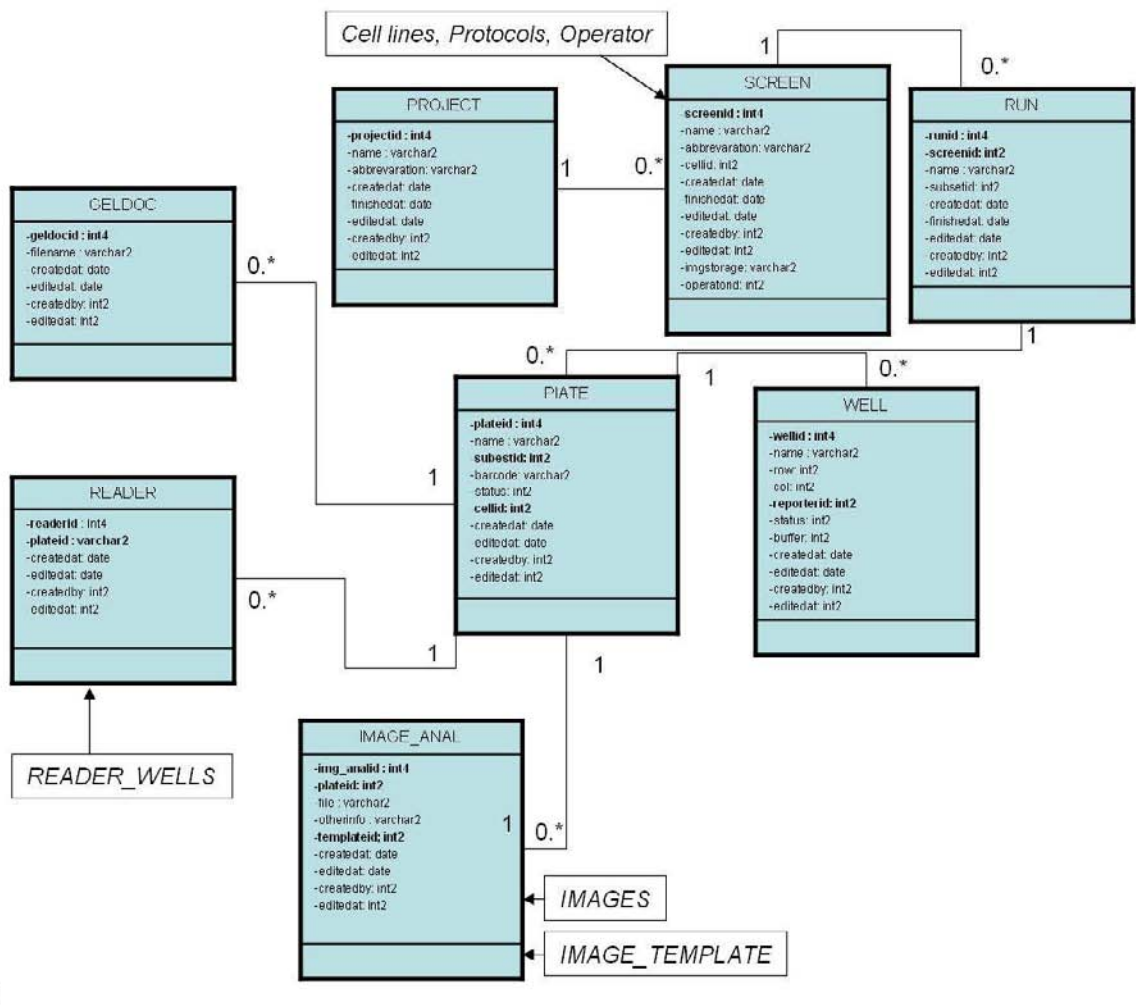 Cell lines, Protocols, Operator
1
0.*
SCREEN
-screenid : int4
-name : varchar2
-abbrevaration: varchar2
-cellid: int2
-createdat: date
-finishedat: date
-editedat: date
-createdby: int2
-editedat: int2
-imgstorage: varchar2
-operatorid: int2
RUN
-runid : int4
-screenid: int2
-name : varchar2
-subsetid: int2
-createdat: date
-finishedat: date
-editedat: date
-createdby: int2
-editedat: int2
PROJECT
-projectid : int4
-name : varchar2
-abbrevaration: varchar2
-createdat: date
finishedat: date
-editedat: date
-createdby: int2
-editedat: int2
1
0.*
GELDOC
-geldocid : int4
-filename : varchar2
createdat: date
-editedat: date
-createdby: int2
-editedat: int2
0.*
1
0.*
1
1
0.*
PIATE
-plateid : int4
-name : varchar2
-subestid: int2
-barcode: varchar2
-status: int2
-cellid: int2
-createdat: date
-editedat: date
-createdby: int2
-editedat: int2
WELL
-wellid : int4
-name : varchar2
-row: int2
col: int2
-reporterid: int2
-status: int2
-buffer: int2
-createdat: date
-editedat: date
-createdby: int2
-editedat: int2
READER
-readerid : int4
-plateid : varchar2
-createdat: date
-editedat: date
-createdby: int2
editedat: int2
0.*
1
1
READER_WELLS
IMAGE_ANAL
-img_analid : int4
-plateid: int2
-file : varchar2
-otherinfo : varchar2
-templateid: int2
-createdat: date
-editedat: date
-createdby: int2
-editedat: int2
1
0.*
IMAGES
IMAGE_TEMPLATE